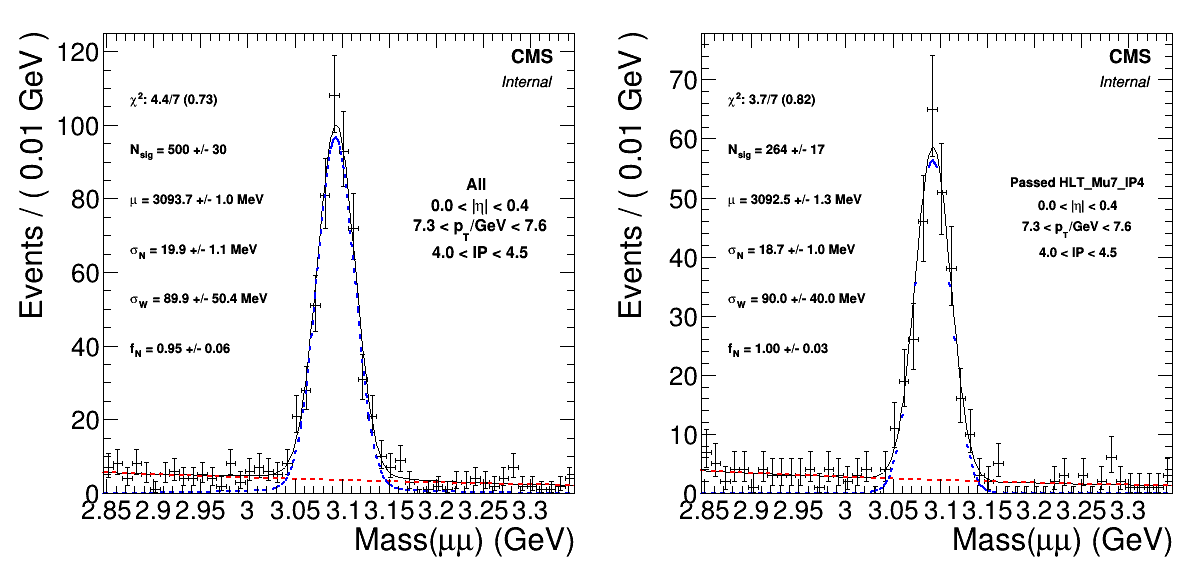 CMS
Internal
χ²: 4.4/7 (0.73)
N_sig = 500 +/- 30
μ = 3093.7 +/- 1.0 MeV
σ_N = 19.9 +/- 1.1 MeV
σ_W = 89.9 +/- 50.4 MeV
f_N = 0.95 +/- 0.06
All
0.0 < |η| < 0.4
7.3 < p_T/GeV < 7.6
4.0 < IP < 4.5
Events / ( 0.01 GeV )
120
100
80
60
40
20
0
2.85 2.9 2.95 3 3.05 3.1 3.15 3.2 3.25 3.3
Mass(μμ) (GeV)
CMS
Internal
χ²: 3.7/7 (0.82)
N_sig = 264 +/- 17
μ = 3092.5 +/- 1.3 MeV
σ_N = 18.7 +/- 1.0 MeV
σ_W = 90.0 +/- 40.0 MeV
f_N = 1.00 +/- 0.03
Passed HLT_Mu7_IP4
0.0 < |η| < 0.4
7.3 < p_T/GeV < 7.6
4.0 < IP < 4.5
Events / ( 0.01 GeV )
70
60
50
40
30
20
10
0
2.85 2.9 2.95 3 3.05 3.1 3.15 3.2 3.25 3.3
Mass(μμ) (GeV)